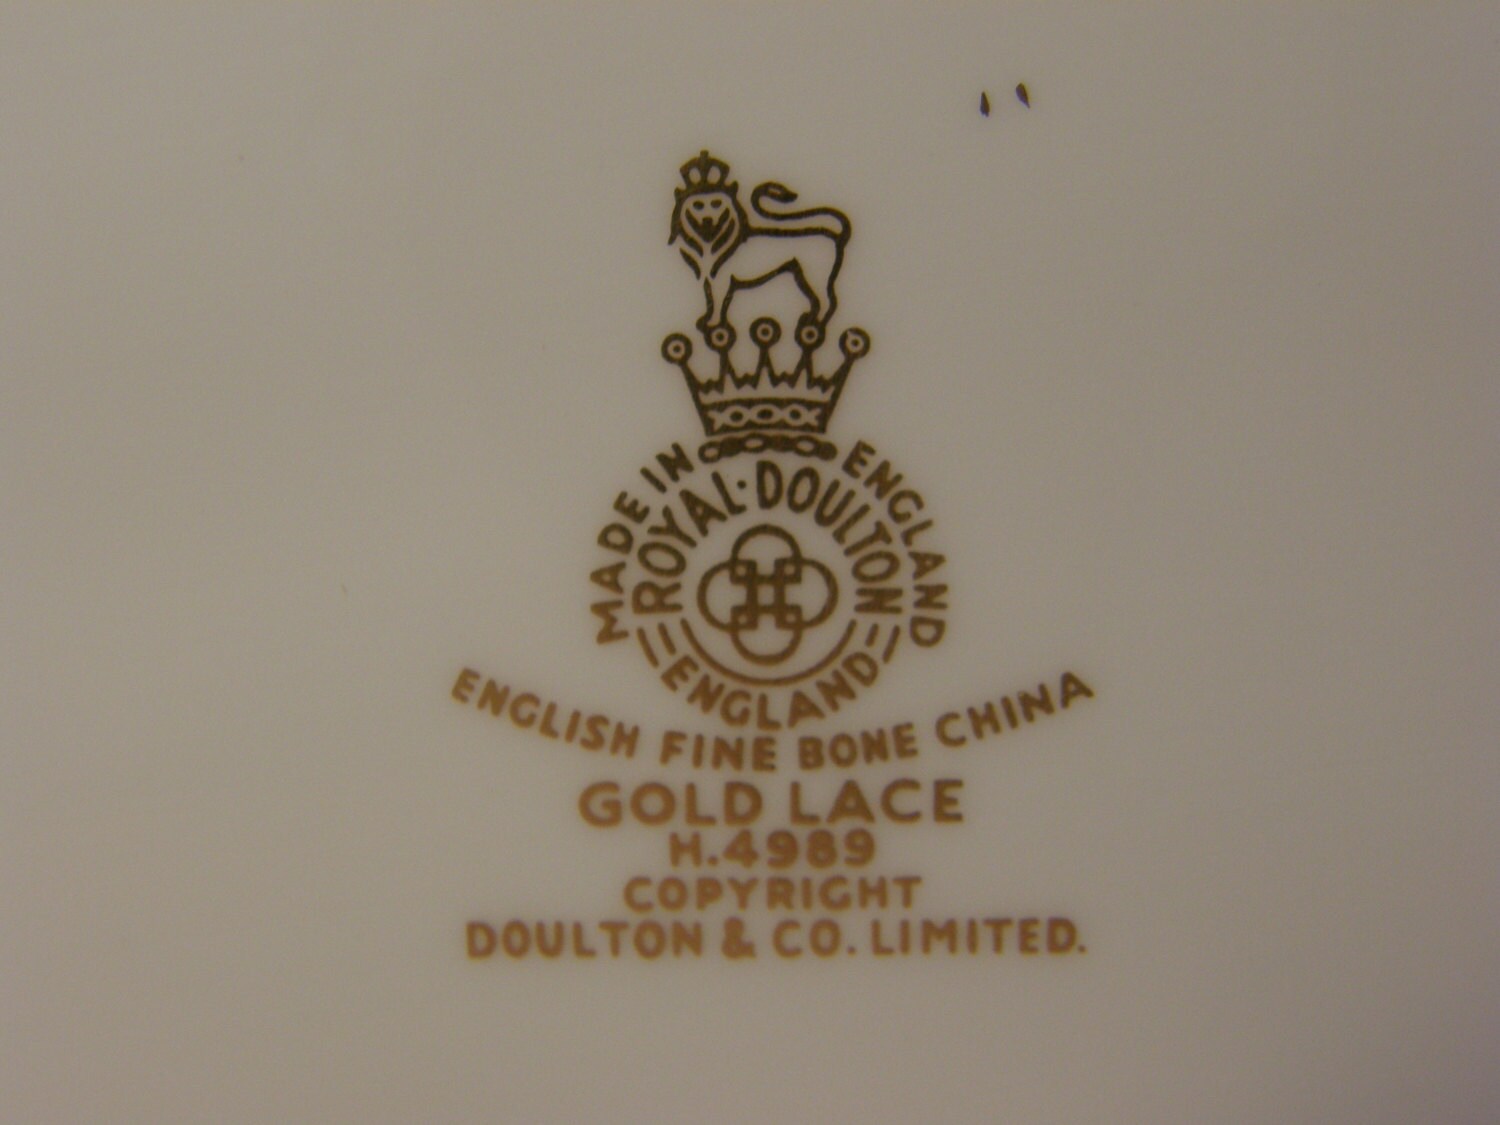 MADE IN ENGLAND
ROYAL·DOULTON
ENGLAND
ENGLISH FINE BONE CHINA
GOLD LACE
H.4989
COPYRIGHT
DOULTON & CO. LIMITED.